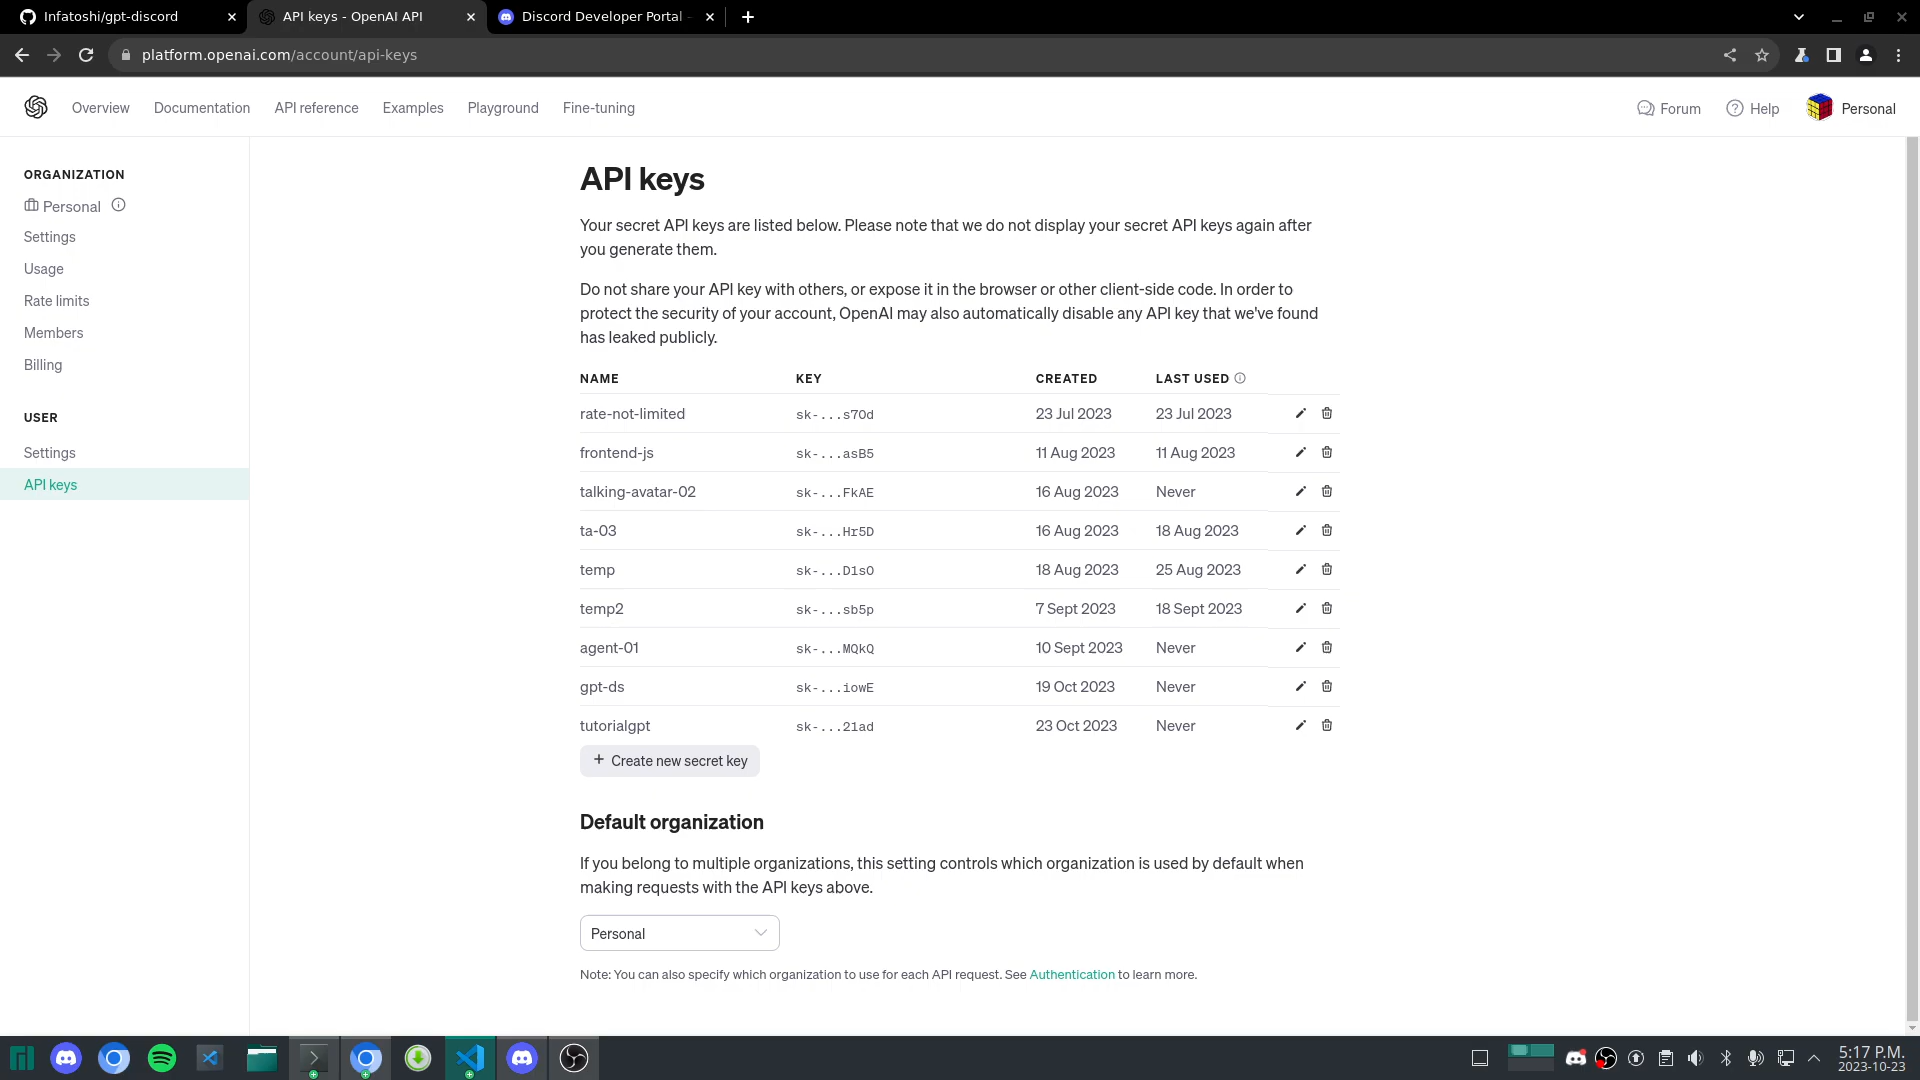 Infatoshi/gpt-discord
API keys - OpenAI API
Discord Developer Portal -
platform.openai.com/account/api-keys
Overview Documentation API reference Examples Playground Fine-tuning Forum Help Personal
ORGANIZATION
Personal
Settings
Usage
Rate limits
Members
Billing
USER
Settings
API keys
API keys
Your secret API keys are listed below. Please note that we do not display your secret API keys again after
you generate them.
Do not share your API key with others, or expose it in the browser or other client-side code. In order to
protect the security of your account, OpenAI may also automatically disable any API key that we've found
has leaked publicly.
NAME KEY CREATED LAST USED
rate-not-limited sk-...s7Od 23 Jul 2023 23 Jul 2023
frontend-js sk-...asB5 11 Aug 2023 11 Aug 2023
talking-avatar-02 sk-...FkAE 16 Aug 2023 Never
ta-03 sk-...Hr5D 16 Aug 2023 18 Aug 2023
temp sk-...D1sO 18 Aug 2023 25 Aug 2023
temp2 sk-...sb5p 7 Sept 2023 18 Sept 2023
agent-01 sk-...MQkQ 10 Sept 2023 Never
gpt-ds sk-...iowE 19 Oct 2023 Never
tutorialgpt sk-...21ad 23 Oct 2023 Never
+ Create new secret key
Default organization
If you belong to multiple organizations, this setting controls which organization is used by default when
making requests with the API keys above.
Personal
Note: You can also specify which organization to use for each API request. See Authentication to learn more.
5:17 P.M.
2023-10-23